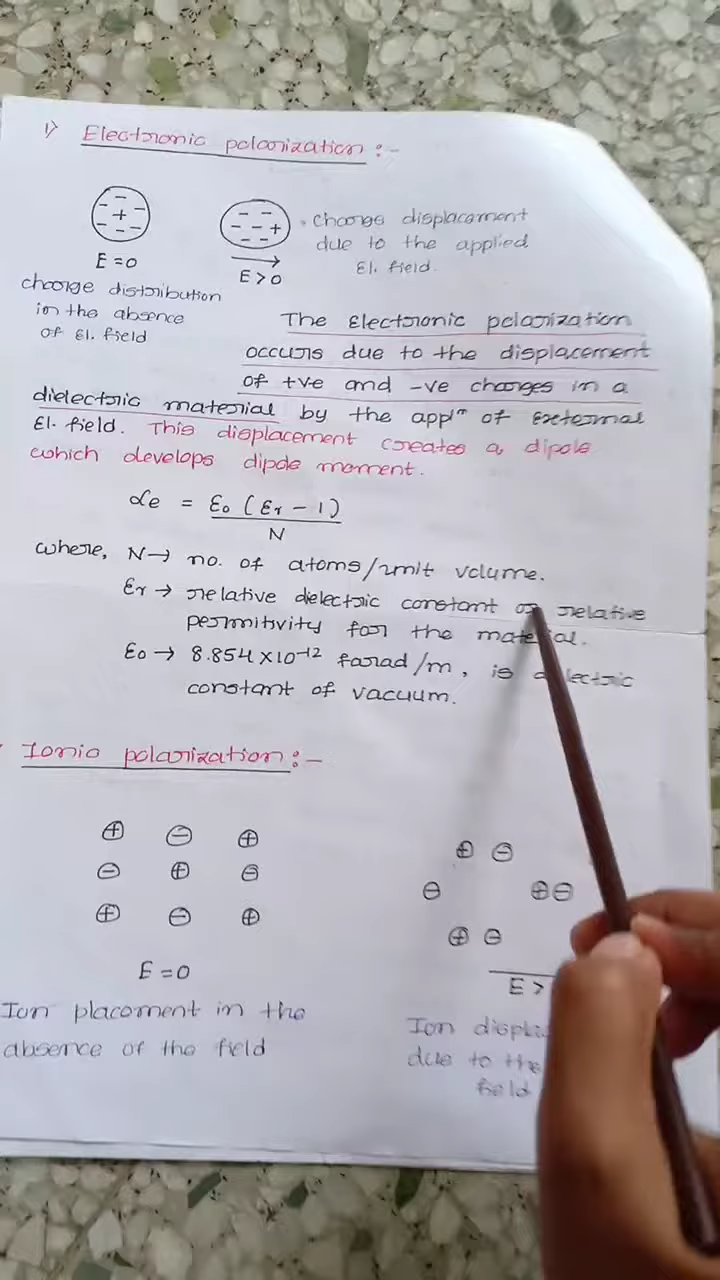 1) Electronic polarization :-
E = 0
E > 0
. charge displacement
due to the applied
El. field.
charge distribution
in the absence
of El. field
The Electronic polarization
occurs due to the displacement
of +ve and -ve charges in a
dielectric material by the applⁿ of external
El. field. This displacement creates a dipole
which develops dipole moment.
αe = ε₀ (εr - 1)
N
where, N → no. of atoms/unit volume.
εr → relative dielectric constant or relative
permitivity for the material.
ε₀ → 8.854 × 10⁻¹² farad/m, is dielectric
constant of vacuum.
Ionic polarization :-
⊕ ⊖ ⊕
⊖ ⊕ ⊖
⊕ ⊖ ⊕
E = 0
Ion placement in the
absence of the field
⊕ ⊖
⊖ ⊕⊖
⊕ ⊖
E >
Ion
due to the
field